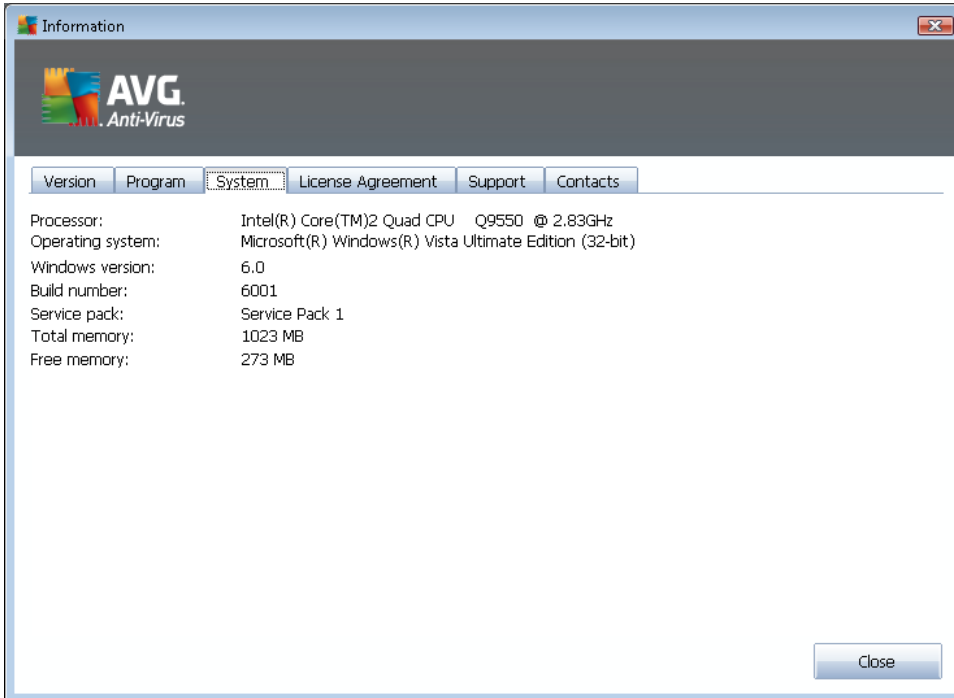 Information
AVG.
Anti-Virus
Version Program System License Agreement Support Contacts
Processor: Intel(R) Core(TM)2 Quad CPU Q9550 @ 2.83GHz
Operating system: Microsoft(R) Windows(R) Vista Ultimate Edition (32-bit)
Windows version: 6.0
Build number: 6001
Service pack: Service Pack 1
Total memory: 1023 MB
Free memory: 273 MB
Close